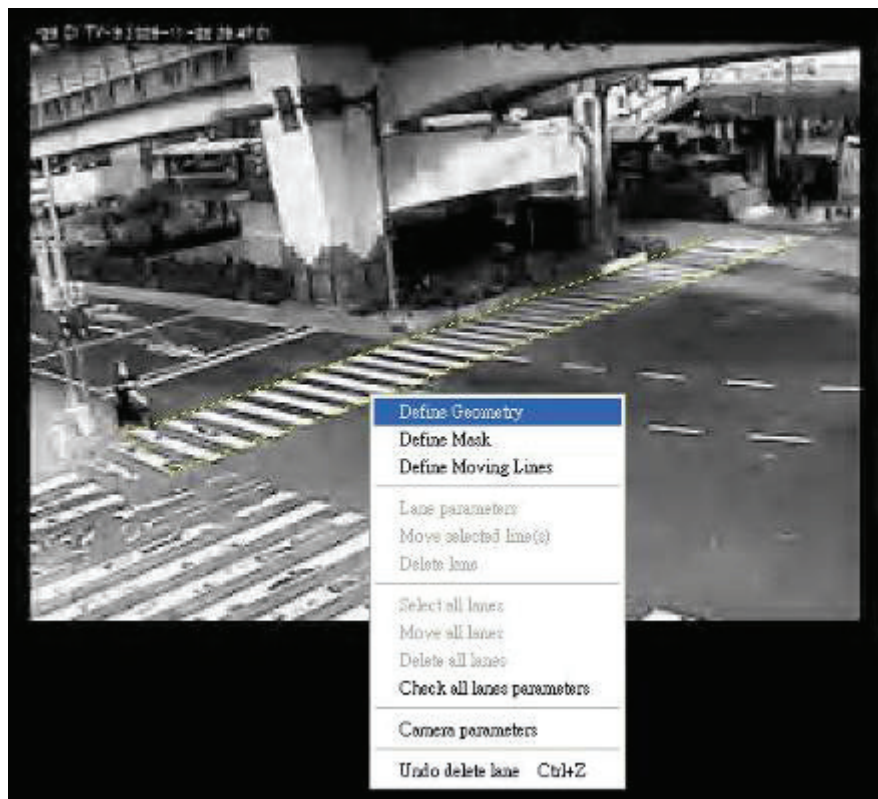 Define Geometry
Define Mask
Define Moving Lines
Lane parameters
Move selected line(s)
Delete lane
Select all lanes
Move all lanes
Delete all lanes
Check all lanes parameters
Camera parameters
Undo delete lane Ctrl+Z